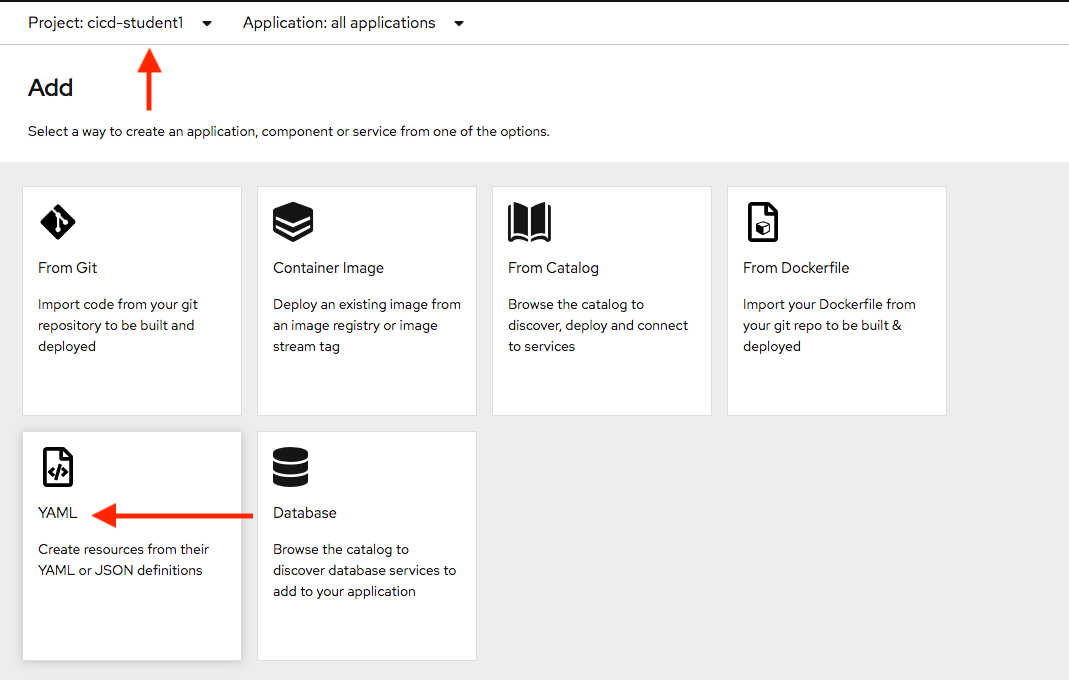 Project: cicd-student1 Application: all applications
Add
Select a way to create an application, component or service from one of the options.
From Git
Import code from your git
repository to be built and
deployed
Container Image
Deploy an existing image from
an image registry or image
stream tag
From Catalog
Browse the catalog to
discover, deploy and connect
to services
From Dockerfile
Import your Dockerfile from
your git repo to be built &
deployed
YAML
Create resources from their
YAML or JSON definitions
Database
Browse the catalog to
discover database services to
add to your application